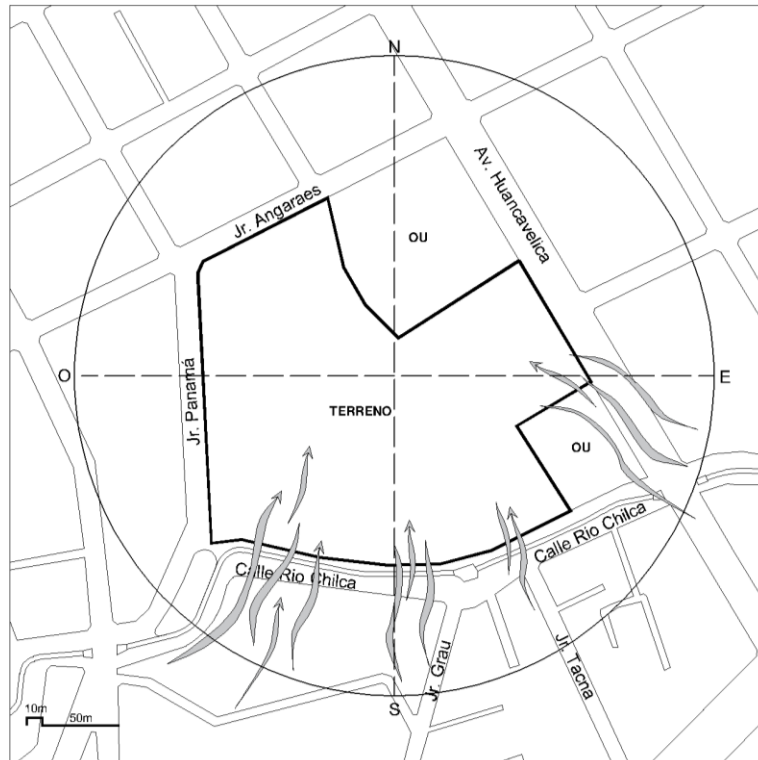 N
Av. Huancavelica
Jr. Angaraes
OU
O
E
Jr. Panamá
TERRENO
OU
Calle Rio Chilca
Calle Rio Chilca
Jr. Grau
Jr. Tacna
S
10m
50m